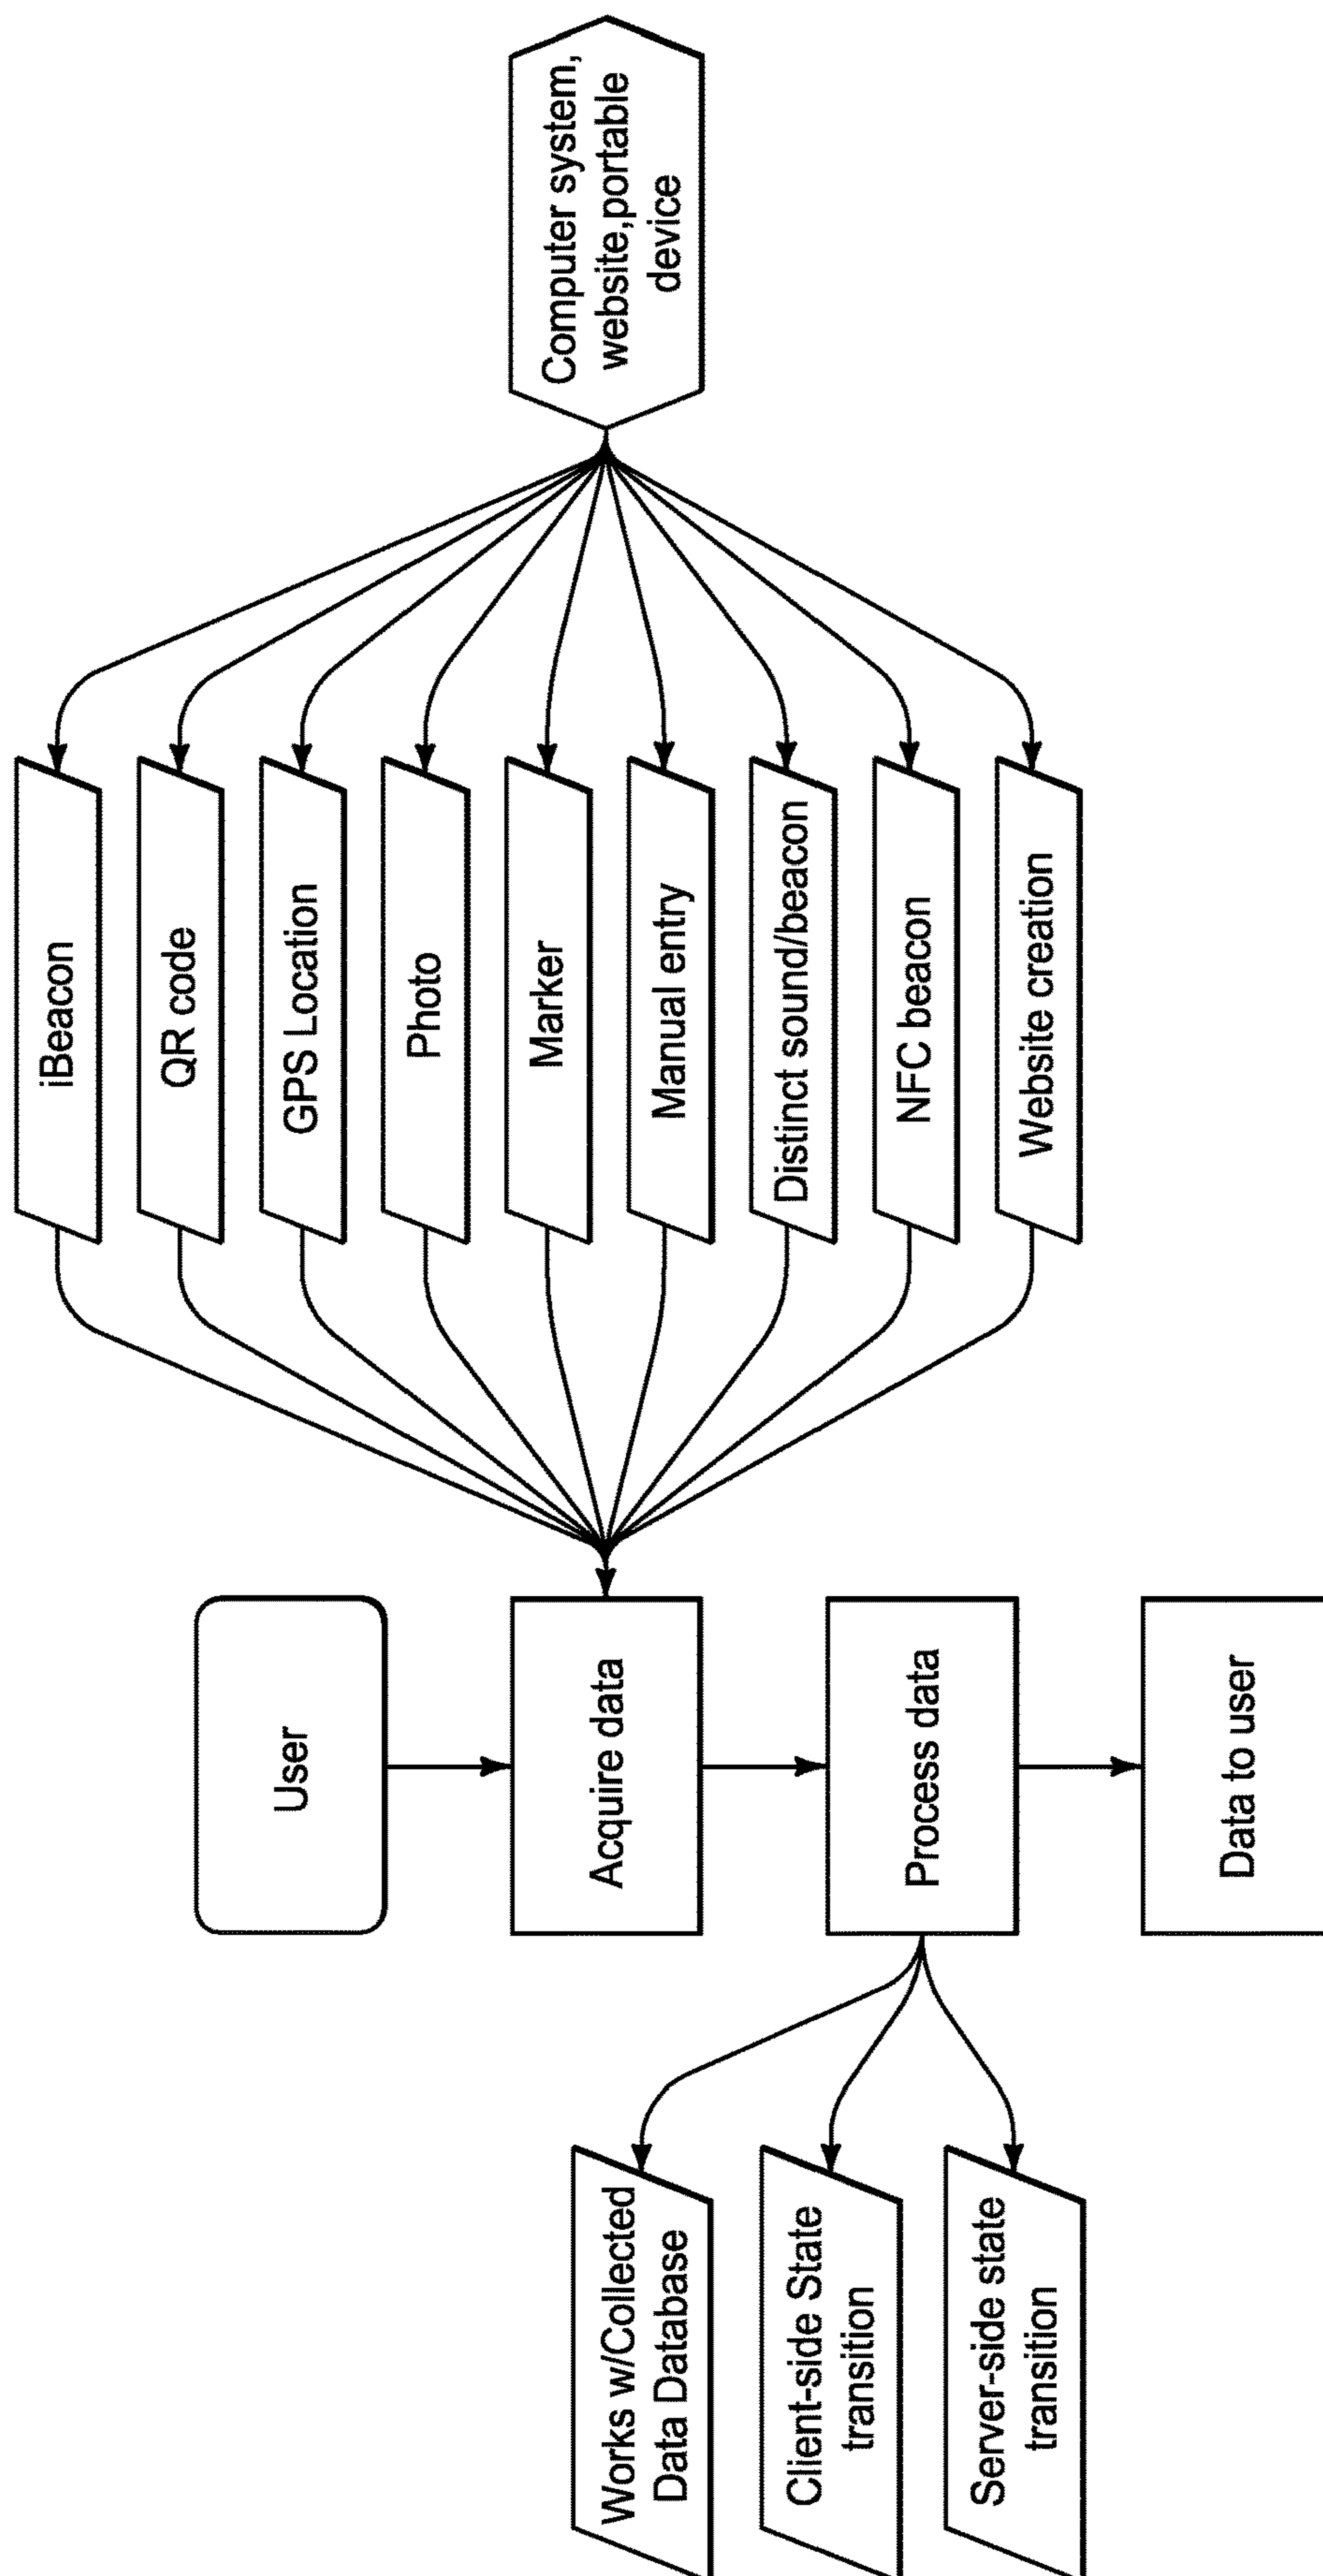 Computer system,
website,portable
device
iBeacon
QR code
GPS Location
Photo
Marker
Manual entry
Distinct sound/beacon
NFC beacon
Website creation
User
Acquire data
Process data
Data to user
Works w/Collected
Data Database
Client-side State
transition
Server-side state
transition